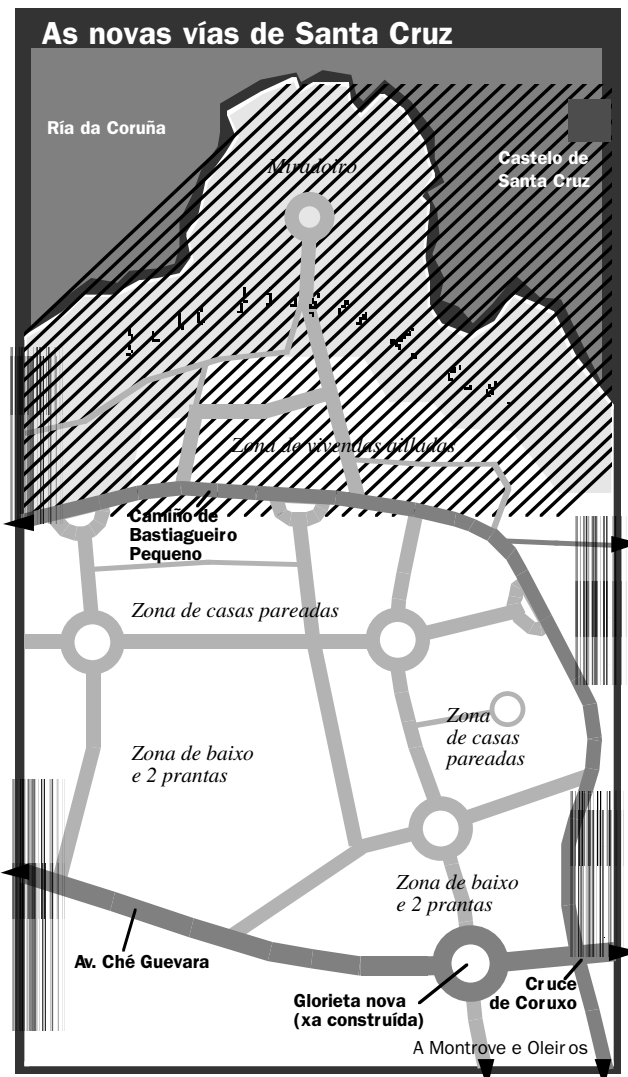 As novas vías de Santa Cruz
Ría da Coruña
Castelo de
Santa Cruz
Miradoiro
Zona de vivendas ailladas
Camiño de
Bastiagueiro
Pequeno
Zona de casas pareadas
Zona
de casas
pareadas
Zona de baixo
e 2 prantas
Zona de baixo
e 2 prantas
Av. Ché Guevara
Glorieta nova
(xa construída)
Cruce
de Coruxo
A Montrove e Oleiros